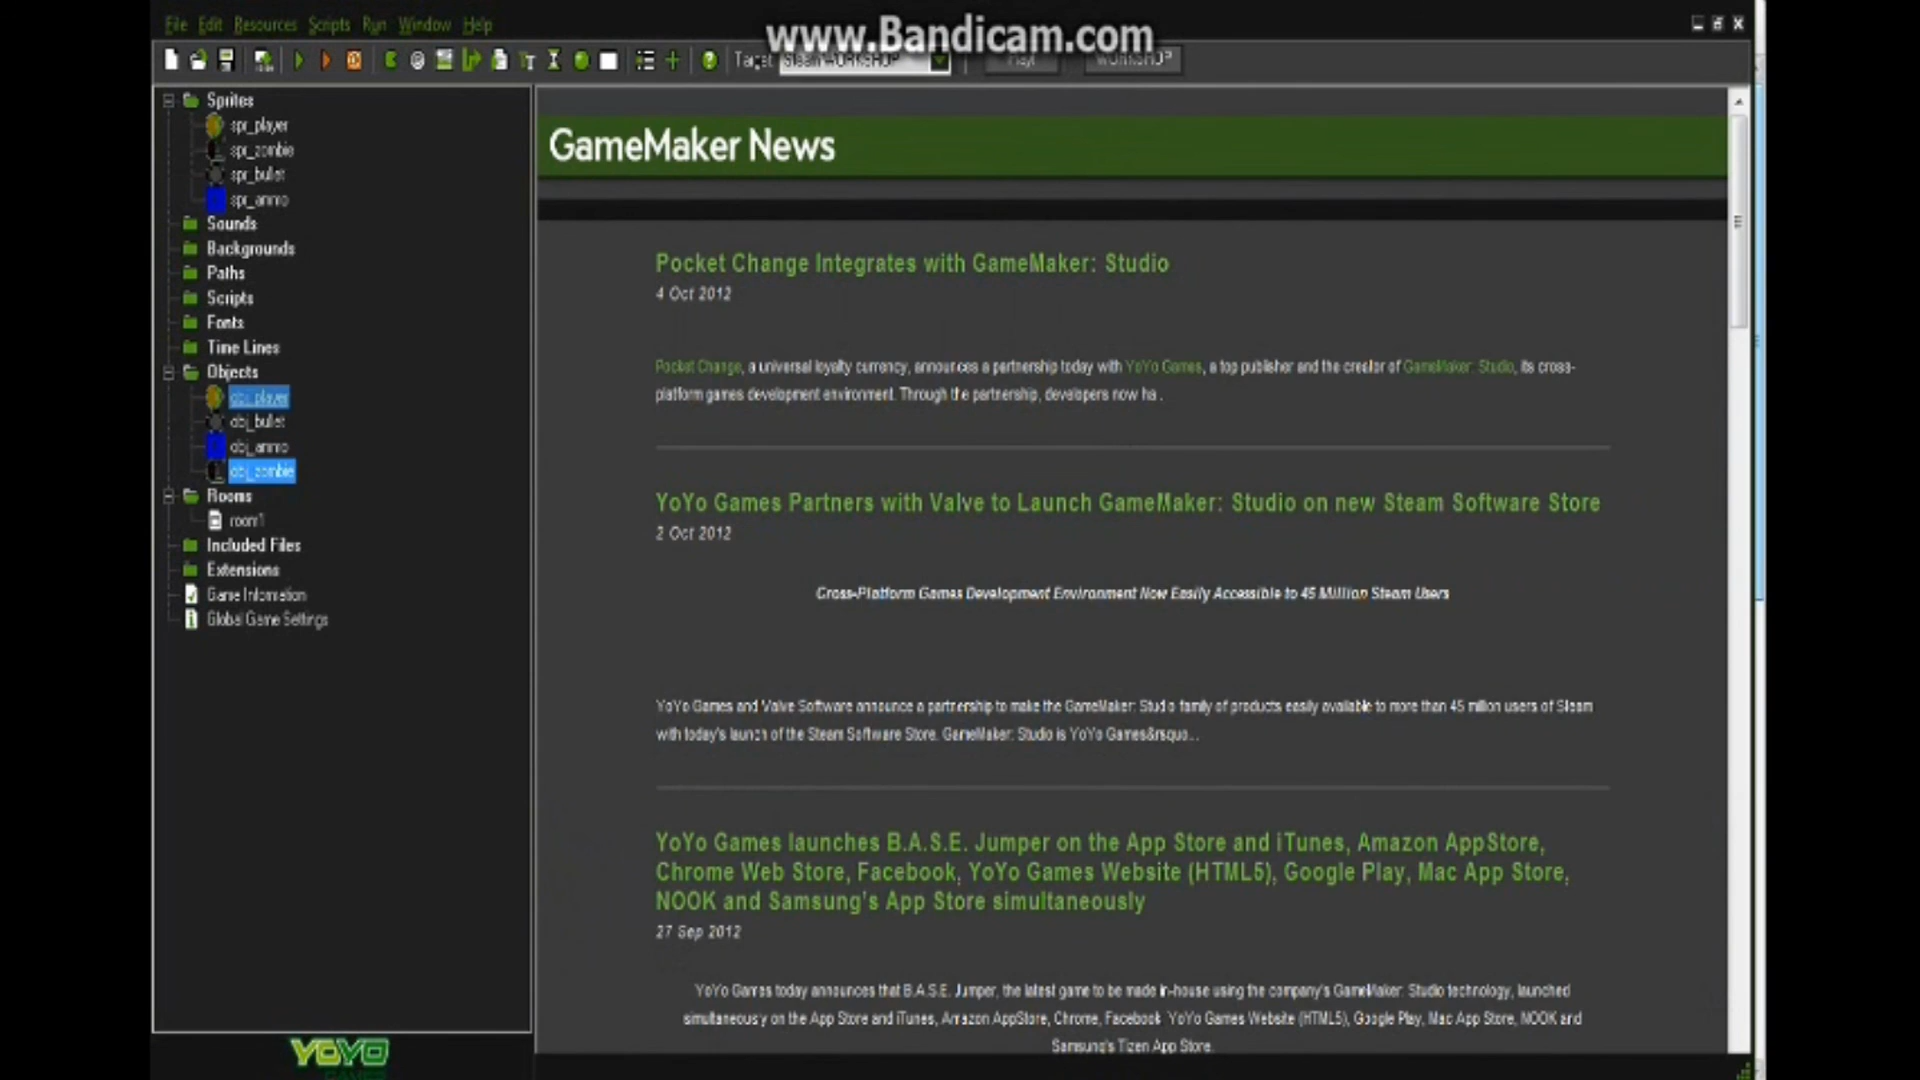 www.Bandicam.com
File Edit Resources Scripts Run Window Help
Target: Steam WORKSHOP Play! WORKSHOP
Sprites
spr_player
spr_zombie
spr_bullet
spr_ammo
Sounds
Backgrounds
Paths
Scripts
Fonts
Time Lines
Objects
obj_player
obj_bullet
obj_ammo
obj_zombie
Rooms
room1
Included Files
Extensions
Game Information
Global Game Settings
YOYO
GAMES
GameMaker News
Pocket Change Integrates with GameMaker: Studio
4 Oct 2012
Pocket Change, a universal loyalty currency, announces a partnership today with YoYo Games, a top publisher and the creator of GameMaker: Studio, its cross-
platform games development environment. Through the partnership, developers now ha...
YoYo Games Partners with Valve to Launch GameMaker: Studio on new Steam Software Store
2 Oct 2012
Cross-Platform Games Development Environment Now Easily Accessible to 45 Million Steam Users
YoYo Games and Valve Software announce a partnership to make the GameMaker: Studio family of products easily available to more than 45 million users of Steam
with today's launch of the Steam Software Store. GameMaker: Studio is YoYo Games&rsquo...
YoYo Games launches B.A.S.E. Jumper on the App Store and iTunes, Amazon AppStore,
Chrome Web Store, Facebook, YoYo Games Website (HTML5), Google Play, Mac App Store,
NOOK and Samsung's App Store simultaneously
27 Sep 2012
YoYo Games today announces that B.A.S.E. Jumper, the latest game to be made in-house using the company's GameMaker: Studio technology, launched
simultaneously on the App Store and iTunes, Amazon AppStore, Chrome, Facebook, YoYo Games Website (HTML5), Google Play, Mac App Store, NOOK and
Samsung's Tizen App Store.